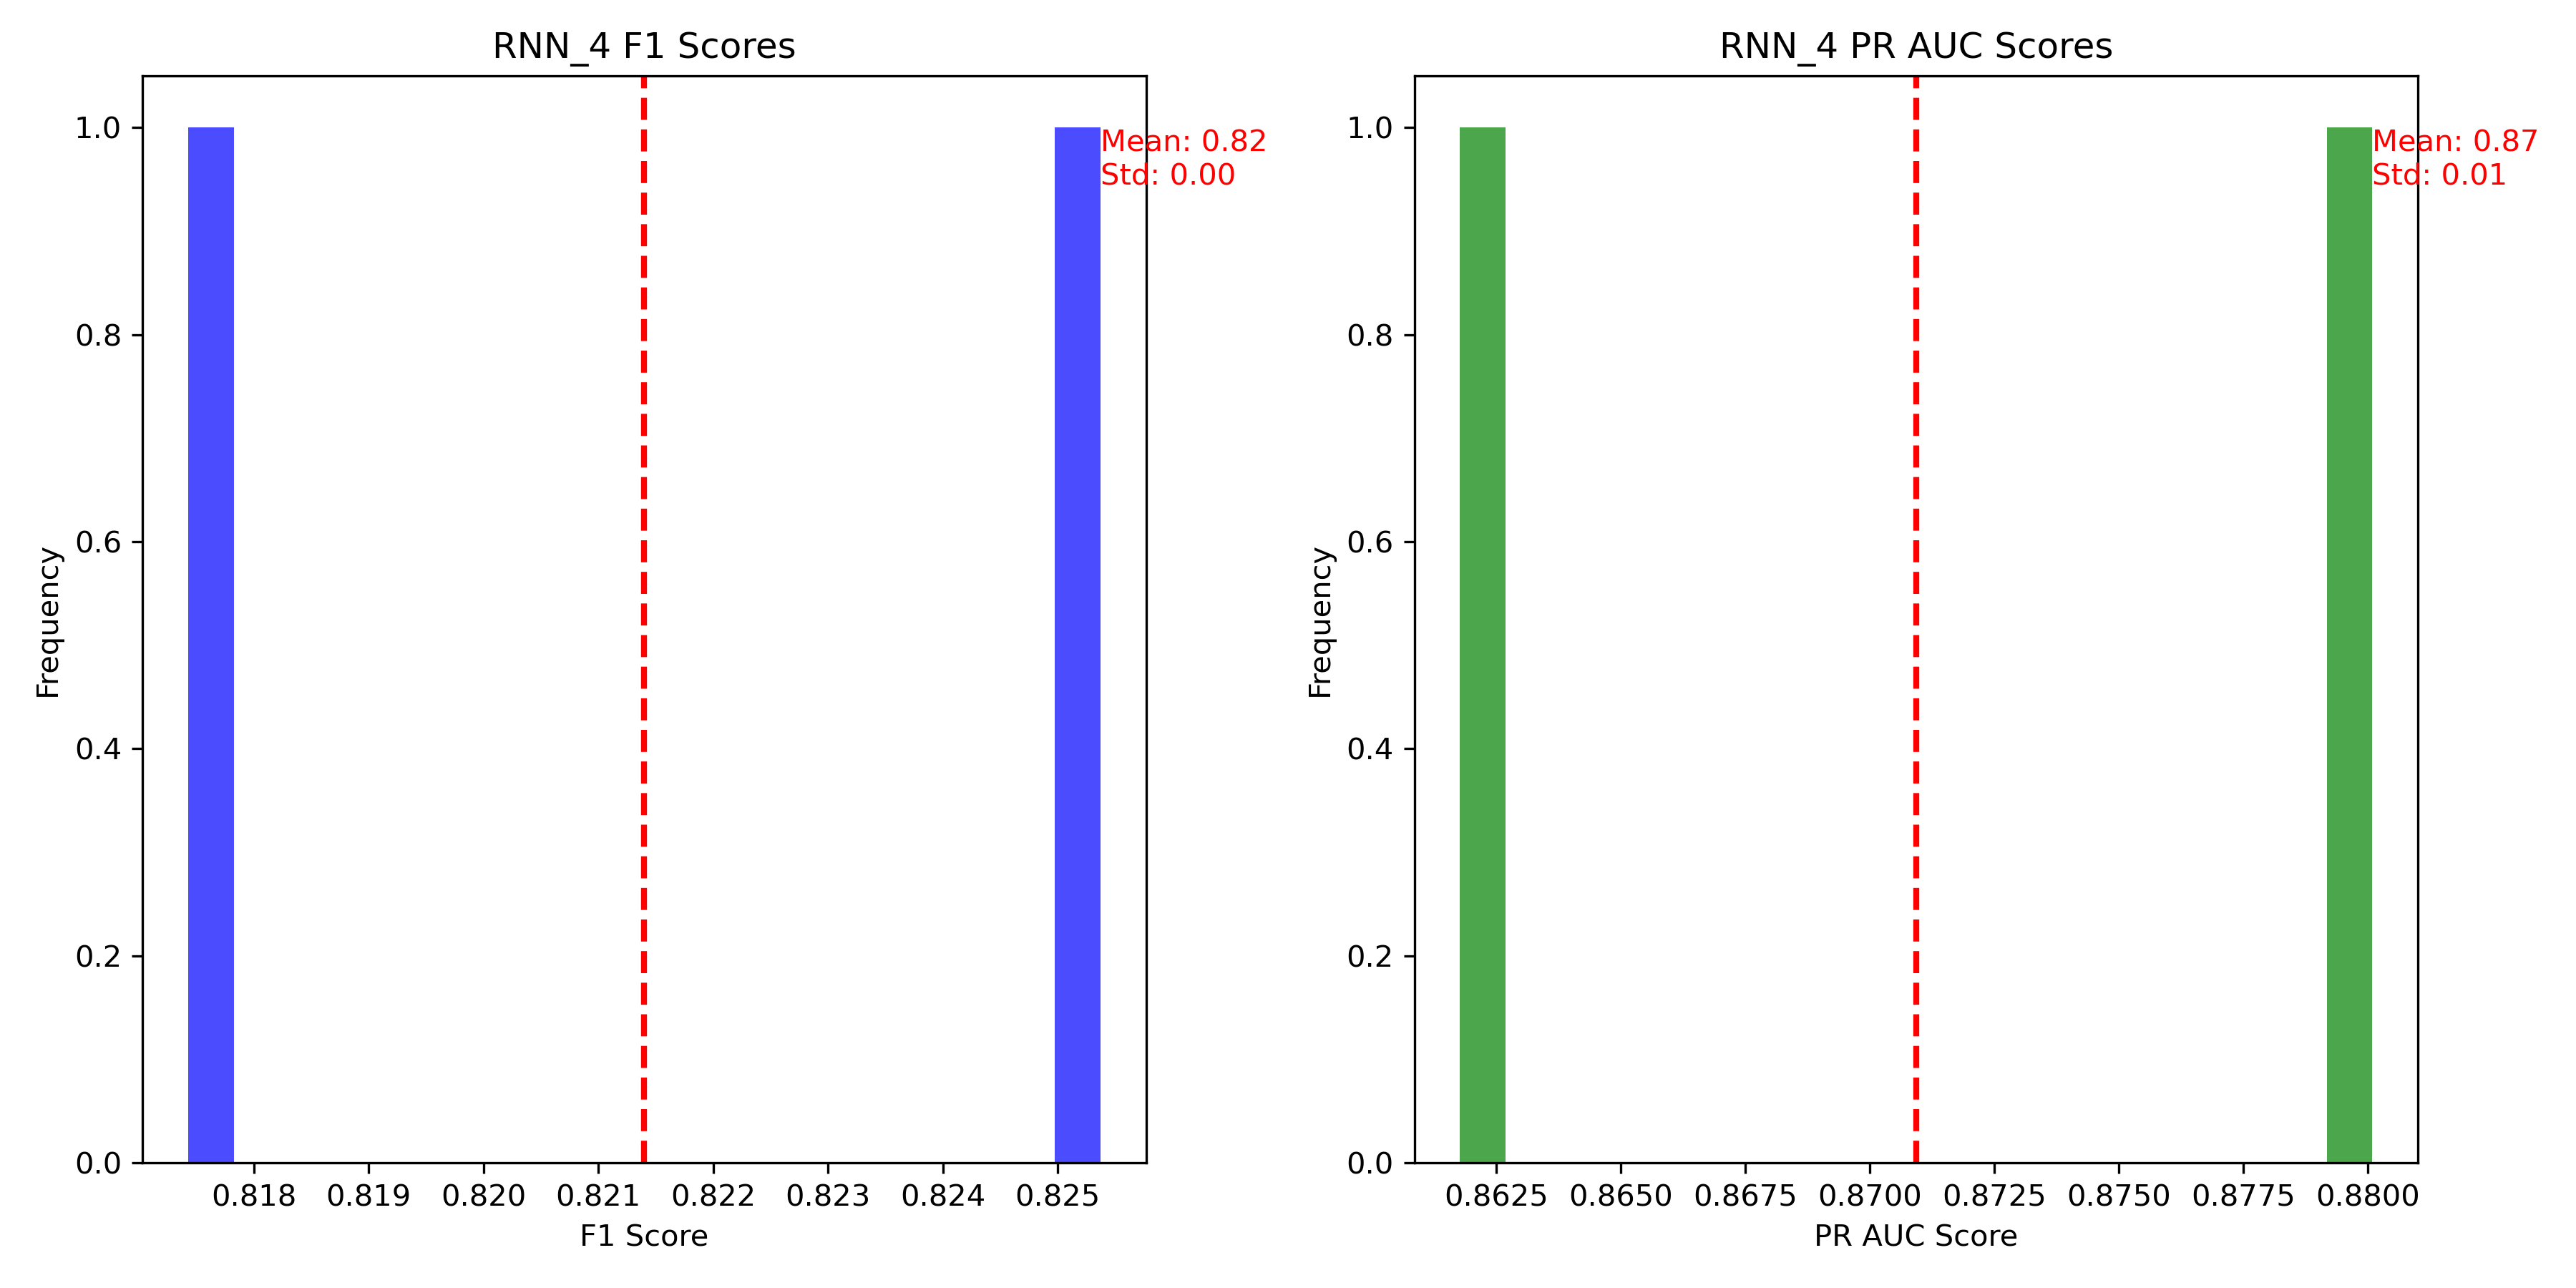 RNN_4 F1 Scores
1.0
0.8
0.6
0.4
0.2
0.0
Frequency
Mean: 0.82
Std: 0.00
0.818 0.819 0.820 0.821 0.822 0.823 0.824 0.825
F1 Score
RNN_4 PR AUC Scores
1.0
0.8
0.6
0.4
0.2
0.0
Frequency
Mean: 0.87
Std: 0.01
0.8625 0.8650 0.8675 0.8700 0.8725 0.8750 0.8775 0.8800
PR AUC Score